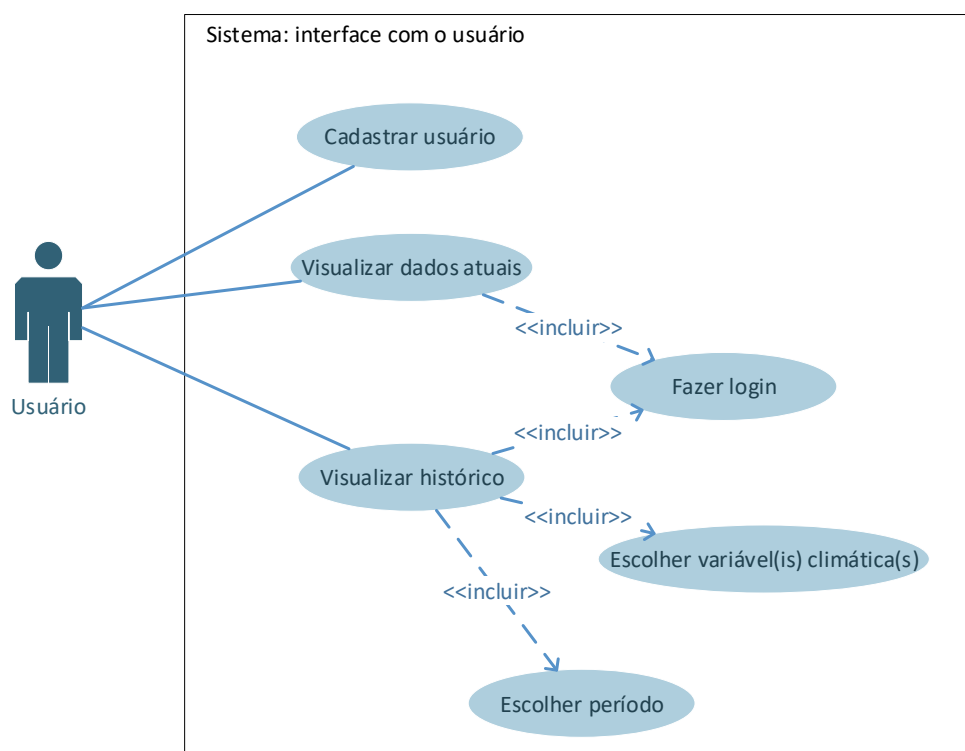 Sistema: interface com o usuário
Cadastrar usuário
Visualizar dados atuais
<<incluir>>
Fazer login
Usuário
<<incluir>>
Visualizar histórico
<<incluir>>
Escolher variável(is) climática(s)
<<incluir>>
Escolher período